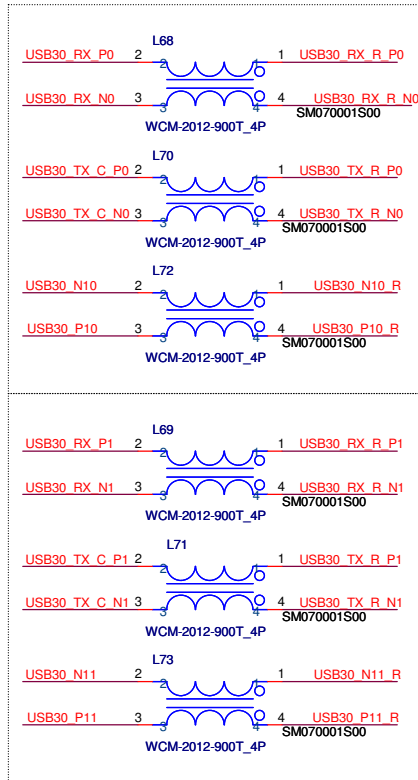 L68
USB30_RX_P0 2 2 1 1 USB30_RX_R_P0
USB30_RX_N0 3 3 4 4 USB30_RX_R_N0
SM070001S00
WCM-2012-900T_4P
L70
USB30_TX_C_P0 2 2 1 1 USB30_TX_R_P0
USB30_TX_C_N0 3 3 4 4 USB30_TX_R_N0
SM070001S00
WCM-2012-900T_4P
L72
USB30_N10 2 2 1 1 USB30_N10_R
USB30_P10 3 3 4 4 USB30_P10_R
SM070001S00
WCM-2012-900T_4P
L69
USB30_RX_P1 2 2 1 1 USB30_RX_R_P1
USB30_RX_N1 3 3 4 4 USB30_RX_R_N1
SM070001S00
WCM-2012-900T_4P
L71
USB30_TX_C_P1 2 2 1 1 USB30_TX_R_P1
USB30_TX_C_N1 3 3 4 4 USB30_TX_R_N1
SM070001S00
WCM-2012-900T_4P
L73
USB30_N11 2 2 1 1 USB30_N11_R
USB30_P11 3 3 4 4 USB30_P11_R
SM070001S00
WCM-2012-900T_4P